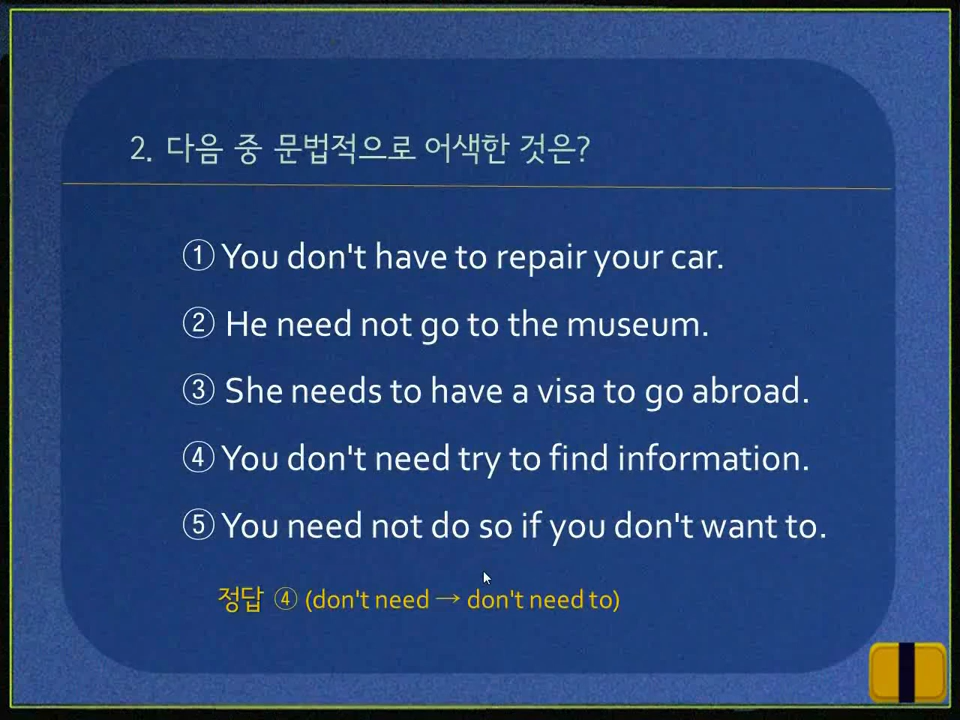 2. 다음 중 문법적으로 어색한 것은?
① You don't have to repair your car.
② He need not go to the museum.
③ She needs to have a visa to go abroad.
④ You don't need try to find information.
⑤ You need not do so if you don't want to.
정답 ④ (don't need → don't need to)